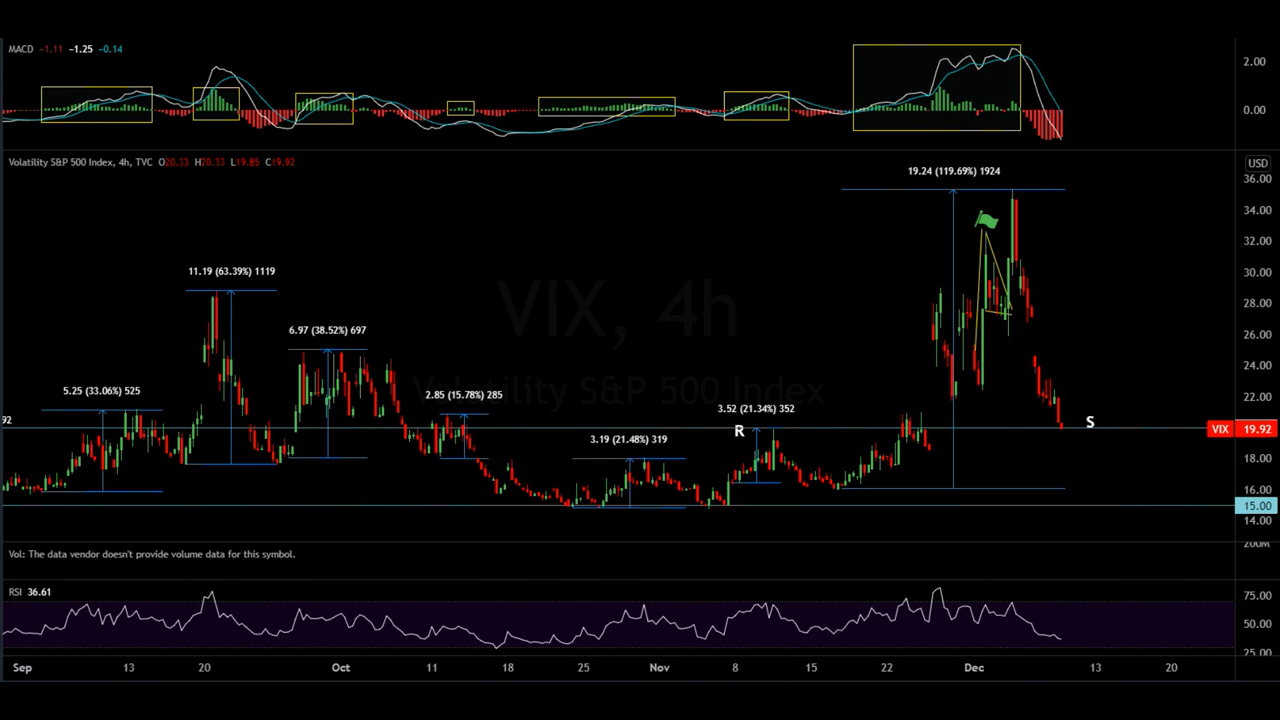 MACD -1.11 -1.25 -0.14
2.00
0.00
Volatility S&P 500 Index, 4h, TVC O20.33 H20.33 L19.85 C19.92
USD
19.24 (119.69%) 1924
36.00
34.00
32.00
30.00
28.00
26.00
24.00
22.00
18.00
16.00
14.00
11.19 (63.39%) 1119
VIX, 4h
Volatility S&P 500 Index
6.97 (38.52%) 697
5.25 (33.06%) 525
2.85 (15.78%) 285
3.52 (21.34%) 352
92
R
3.19 (21.48%) 319
S
VIX 19.92
15.00
200M
Vol: The data vendor doesn't provide volume data for this symbol.
RSI 36.61
75.00
50.00
25.00
Sep 13 20 Oct 11 18 25 Nov 8 15 22 Dec 13 20